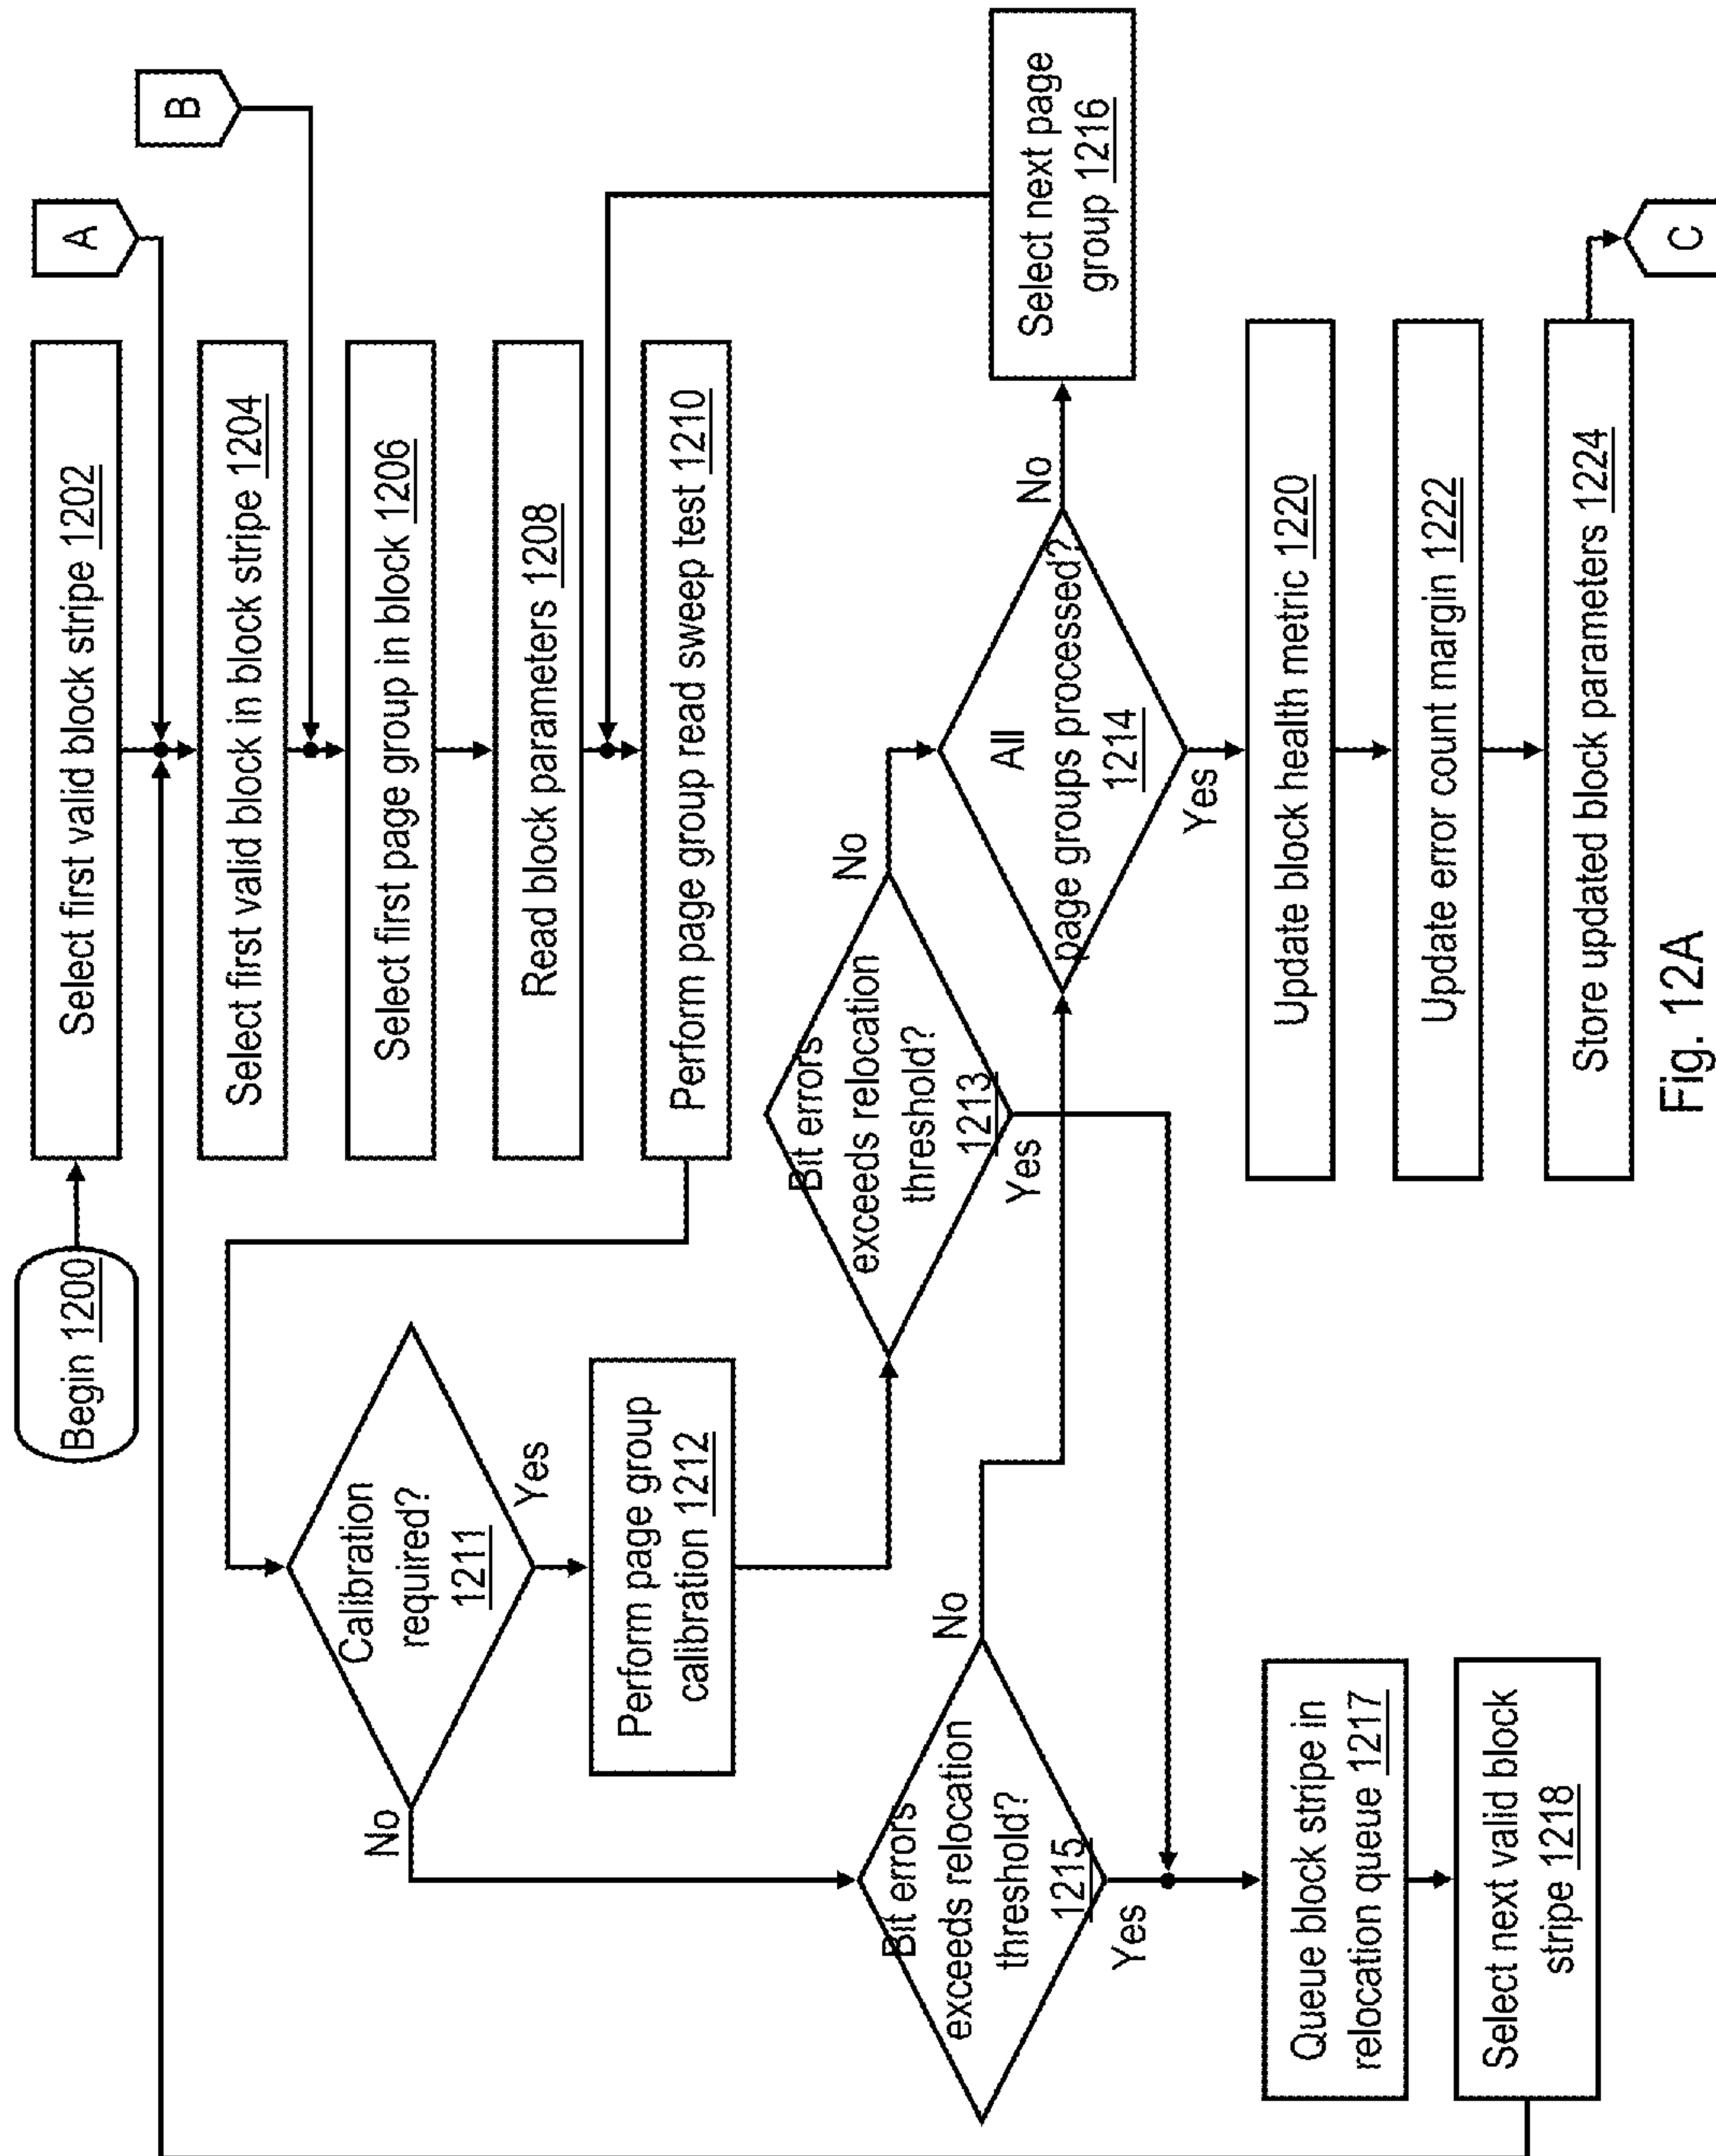 Begin 1200
Select first valid block stripe 1202
A
Select first valid block in block stripe 1204
B
Select first page group in block 1206
Read block parameters 1208
Perform page group read sweep test 1210
Calibration
required?
1211
No
Yes
Perform page group
calibration 1212
Bit errors
exceeds relocation
threshold?
1213
No
Yes
Bit errors
exceeds relocation
threshold?
1215
No
Yes
All
page groups processed?
1214
No
Yes
Select next page
group 1216
Queue block stripe in
relocation queue 1217
Select next valid block
stripe 1218
Update block health metric 1220
Update error count margin 1222
Store updated block parameters 1224
C
Fig. 12A